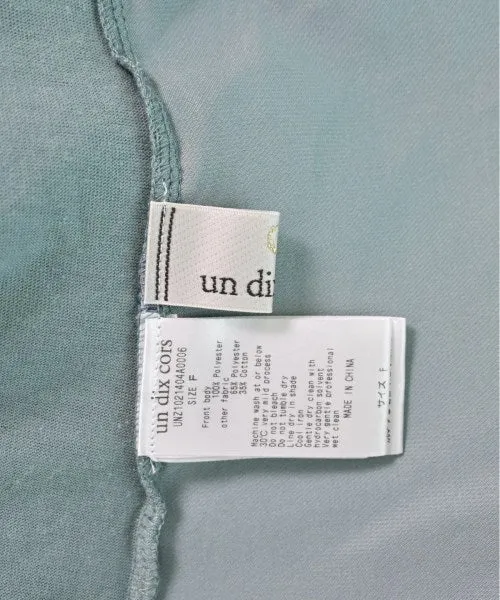 un dix
un dix cors
UNZ1021404A0006
SIZE F
Front body
100% Polyester
other fabric
65% Polyester
35% Cotton
Machine wash at or below
30℃ very mild process
Do not bleach
Do not tumble dry
Line dry in shade
Cool iron
Gentle dry clean with
hydrocarbon solvent
Very gentle professional
wet clean
MADE IN CHINA
サイズ F